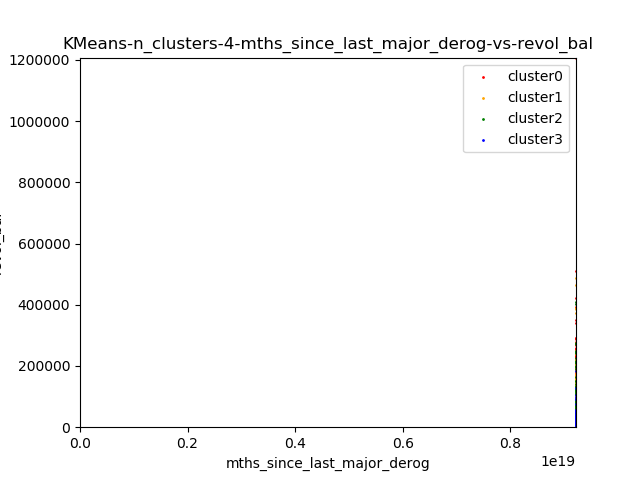 KMeans-n_clusters-4-mths_since_last_major_derog-vs-revol_bal
1200000
1000000
800000
600000
400000
200000
0
0.0
0.2
0.4
0.6
0.8
1e19
mths_since_last_major_derog
cluster0
cluster1
cluster2
cluster3